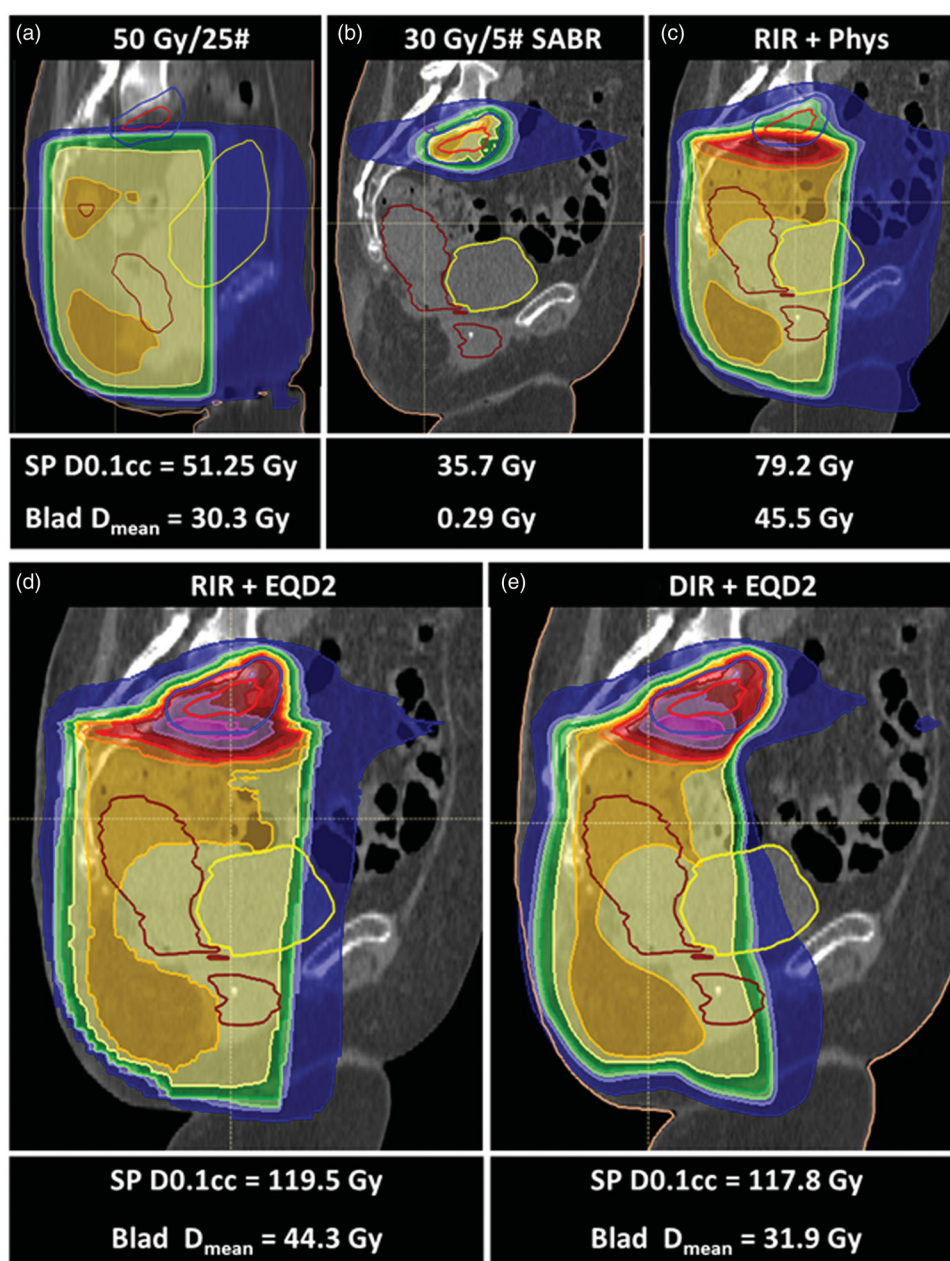 (a) 50 Gy/25#
(b) 30 Gy/5# SABR
(c) RIR + Phys
SP D0.1cc = 51.25 Gy
Blad Dmean = 30.3 Gy
35.7 Gy
0.29 Gy
79.2 Gy
45.5 Gy
(d) RIR + EQD2
(e) DIR + EQD2
SP D0.1cc = 119.5 Gy
Blad Dmean = 44.3 Gy
SP D0.1cc = 117.8 Gy
Blad Dmean = 31.9 Gy